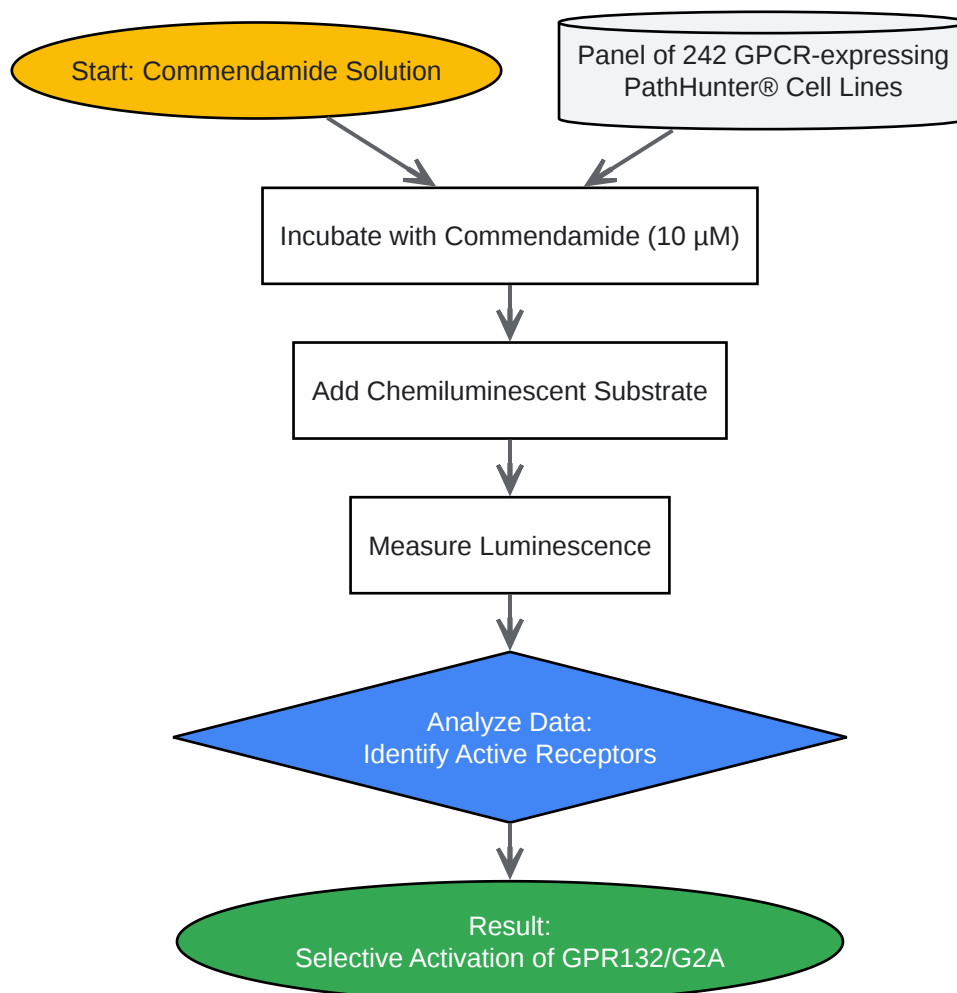 Start: Commendamide Solution
Panel of 242 GPCR-expressing
PathHunter® Cell Lines
Incubate with Commendamide (10 µM)
Add Chemiluminescent Substrate
Measure Luminescence
Analyze Data:
Identify Active Receptors
Result:
Selective Activation of GPR132/G2A